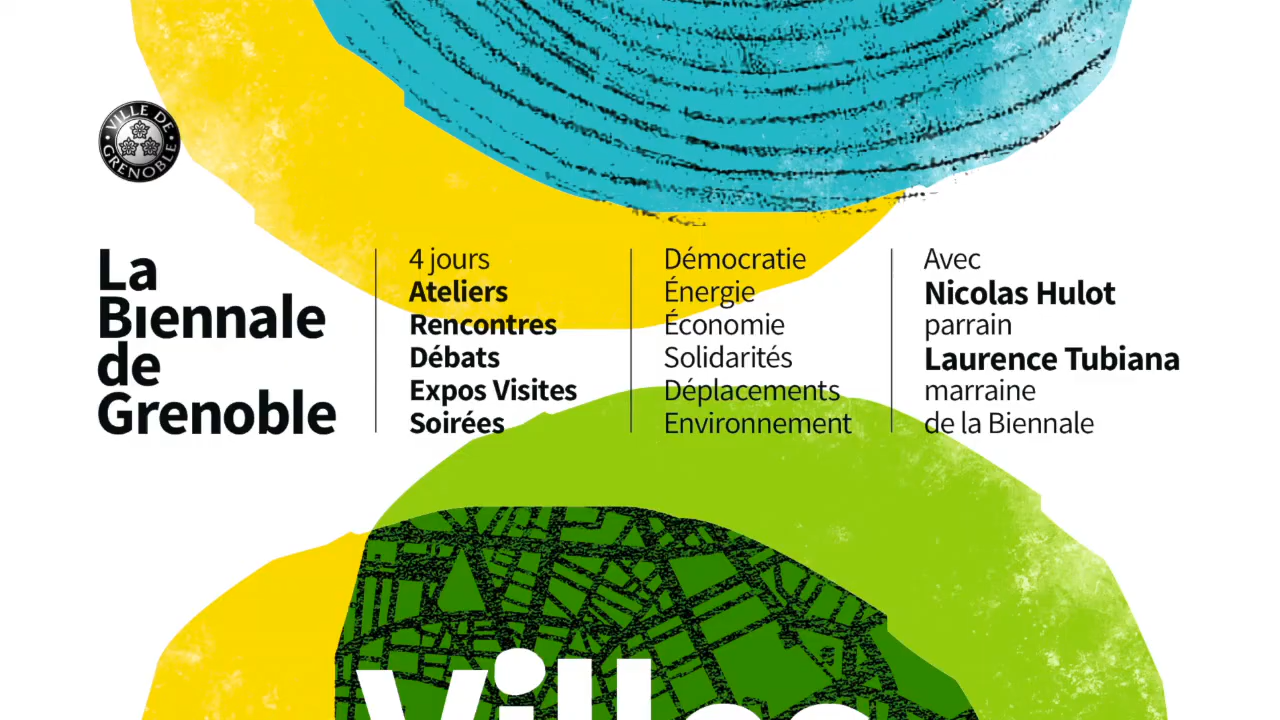 VILLE DE
GRENOBLE
La
Biennale
de
Grenoble
4 jours
Ateliers
Rencontres
Débats
Expos Visites
Soirées
Démocratie
Énergie
Économie
Solidarités
Déplacements
Environnement
Avec
Nicolas Hulot
parrain
Laurence Tubiana
marraine
de la Biennale
Villes